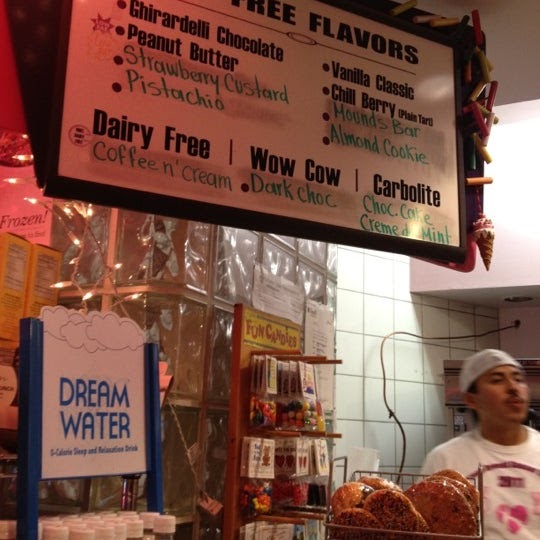 FREE FLAVORS
• Ghirardelli Chocolate
• Peanut Butter
• Strawberry Custard
• Pistachio
• Vanilla Classic
• Chill Berry (Plain Tart)
• Mounds Bar
• Almond Cookie
Dairy Free
Coffee n' Cream
Wow Cow
• Dark Choc
Carbolite
Choc. Cake
Creme de Mint
Frozen!
FUN CANDIES
DREAM
WATER
0-Calorie Sleep and Relaxation Drink
2011